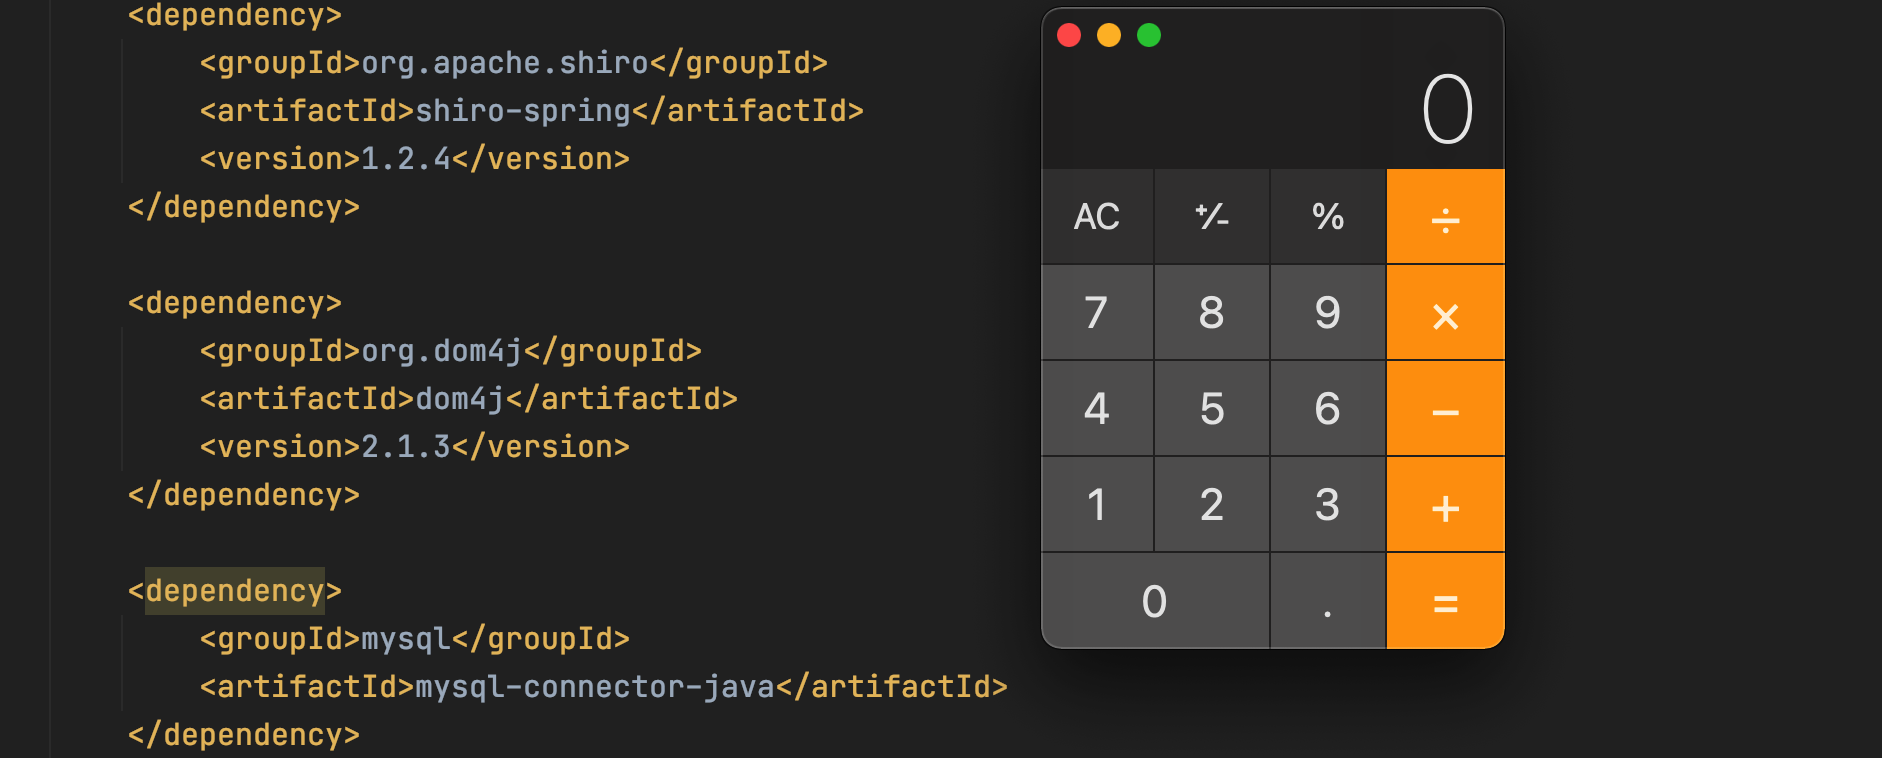 <dependency>
<groupId>org.apache.shiro</groupId>
<artifactId>shiro-spring</artifactId>
<version>1.2.4</version>
</dependency>
<dependency>
<groupId>org.dom4j</groupId>
<artifactId>dom4j</artifactId>
<version>2.1.3</version>
</dependency>
<dependency>
<groupId>mysql</groupId>
<artifactId>mysql-connector-java</artifactId>
</dependency>
0
AC ⁺⁄₋ % ÷
7 8 9 ×
4 5 6 −
1 2 3 +
0 . =